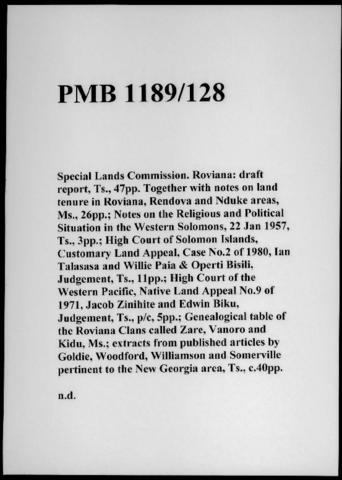 PMB 1189/128
Special Lands Commission. Roviana: draft
report, Ts., 47pp. Together with notes on land
tenure in Roviana, Rendova and Nduke areas,
Ms., 26pp.; Notes on the Religious and Political
Situation in the Western Solomons, 22 Jan 1957,
Ts., 3pp.; High Court of Solomon Islands,
Customary Land Appeal, Case No.2 of 1980, Ian
Talasasa and Willie Paia & Operti Bisili,
Judgement, Ts., 11pp.; High Court of the
Western Pacific, Native Land Appeal No.9 of
1971, Jacob Zinihite and Edwin Biku,
Judgement, Ts., p/c, 5pp.; Genealogical table of
the Roviana Clans called Zare, Vanoro and
Kidu, Ms.; extracts from published articles by
Goldie, Woodford, Williamson and Somerville
pertinent to the New Georgia area, Ts., c.40pp.
n.d.